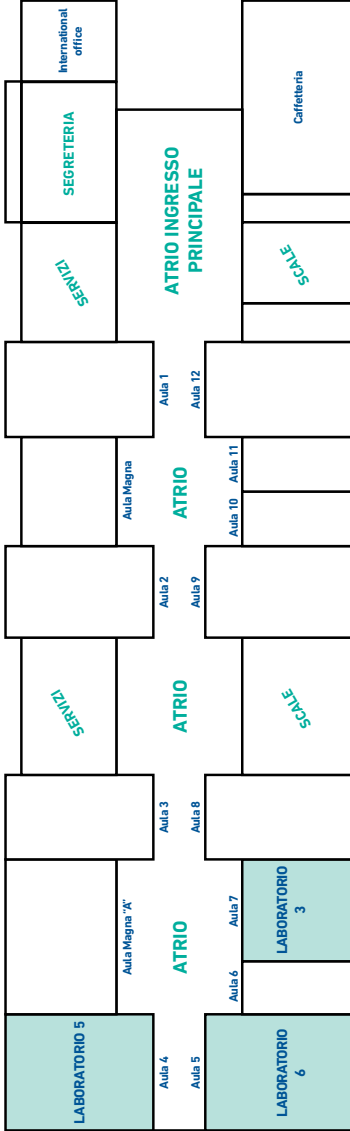 International
office
SEGRETERIA
SERVIZI
ATRIO INGRESSO
PRINCIPALE
Caffetteria
SCALE
Aula 1
Aula 12
Aula Magna
ATRIO
Aula 11
Aula 10
Aula 2
Aula 9
SERVIZI
ATRIO
SCALE
Aula 3
Aula 8
Aula Magna "A"
ATRIO
Aula 7
Aula 6
LABORATORIO
3
LABORATORIO 5
Aula 4
Aula 5
LABORATORIO
6